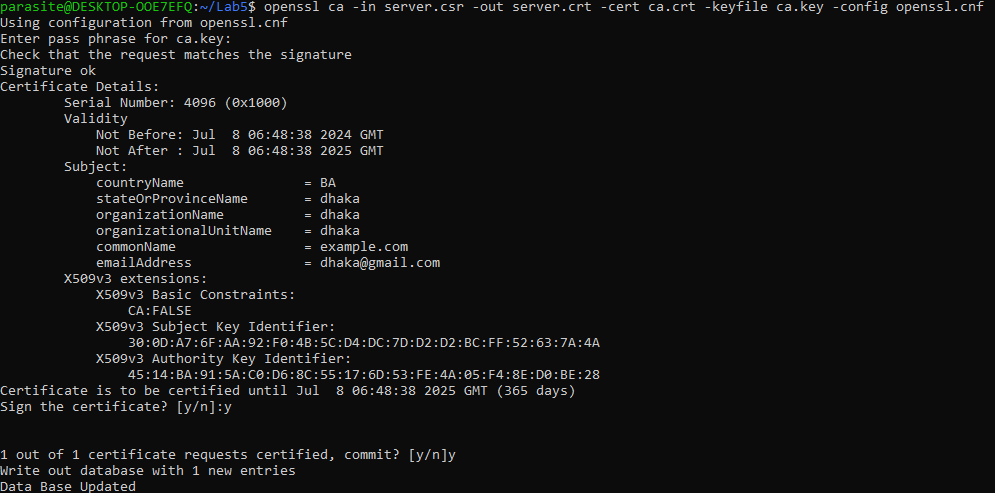 parasite@DESKTOP-OOE7EFQ:~/Lab5$ openssl ca -in server.csr -out server.crt -cert ca.crt -keyfile ca.key -config openssl.cnf
Using configuration from openssl.cnf
Enter pass phrase for ca.key:
Check that the request matches the signature
Signature ok
Certificate Details:
        Serial Number: 4096 (0x1000)
        Validity
            Not Before: Jul  8 06:48:38 2024 GMT
            Not After : Jul  8 06:48:38 2025 GMT
        Subject:
            countryName               = BA
            stateOrProvinceName       = dhaka
            organizationName          = dhaka
            organizationalUnitName    = dhaka
            commonName                = example.com
            emailAddress              = dhaka@gmail.com
        X509v3 extensions:
            X509v3 Basic Constraints:
                CA:FALSE
            X509v3 Subject Key Identifier:
                30:0D:A7:6F:AA:92:F0:4B:5C:D4:DC:7D:D2:D2:BC:FF:52:63:7A:4A
            X509v3 Authority Key Identifier:
                45:14:BA:91:5A:C0:D6:8C:55:17:6D:53:FE:4A:05:F4:8E:D0:BE:28
Certificate is to be certified until Jul  8 06:48:38 2025 GMT (365 days)
Sign the certificate? [y/n]:y
1 out of 1 certificate requests certified, commit? [y/n]y
Write out database with 1 new entries
Data Base Updated